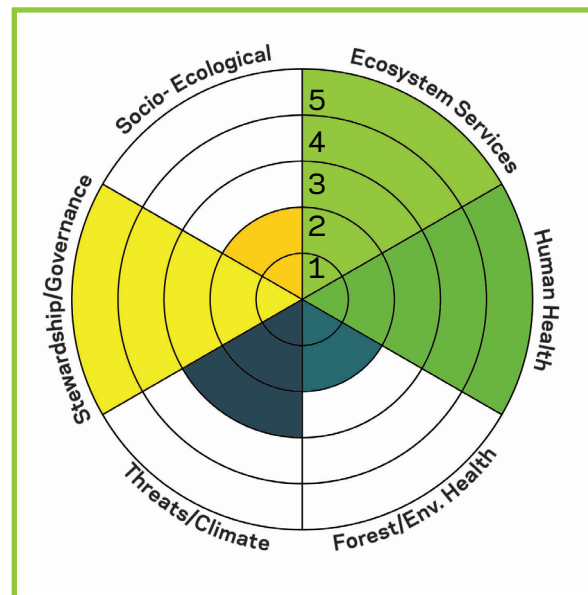 Socio- Ecological
Ecosystem Services
5
4
3
2
1
Stewardship/Governance
Human Health
Threats/Climate
Forest/Env. Health